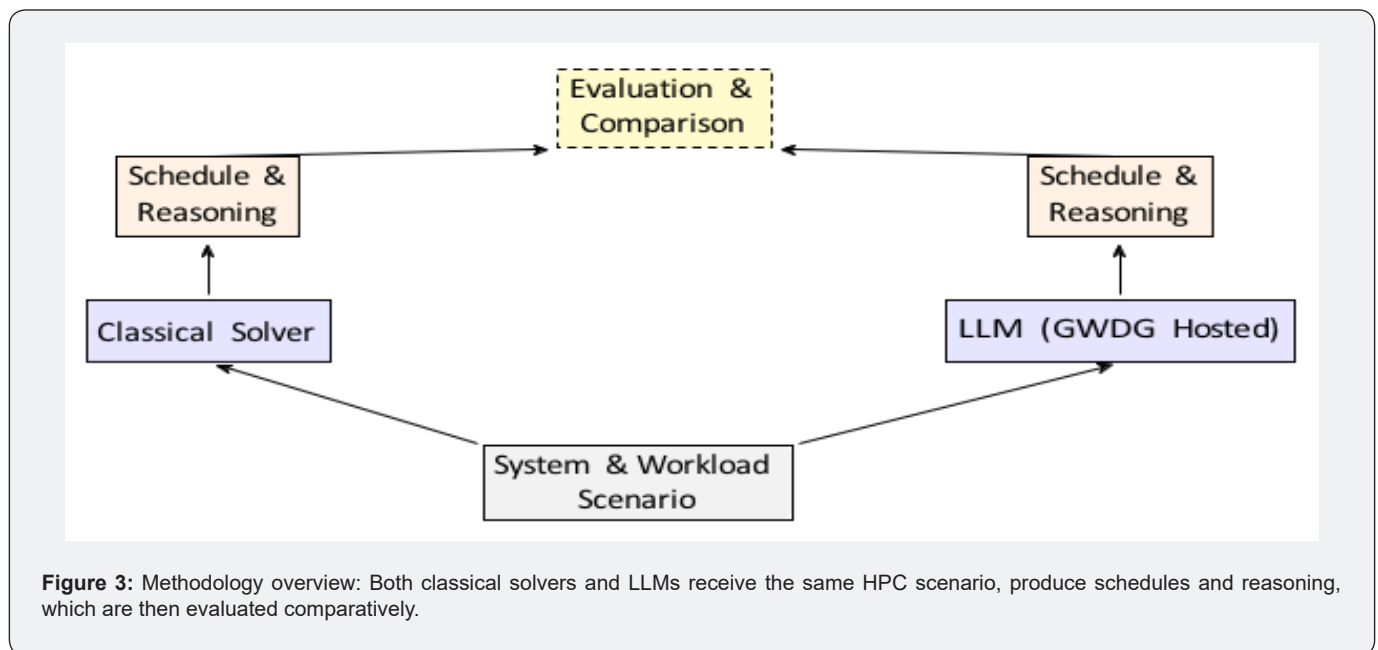 Evaluation &
Comparison
Schedule &
Reasoning
Schedule &
Reasoning
Classical Solver
LLM (GWDG Hosted)
System & Workload
Scenario
Figure 3: Methodology overview: Both classical solvers and LLMs receive the same HPC scenario, produce schedules and reasoning,
which are then evaluated comparatively.